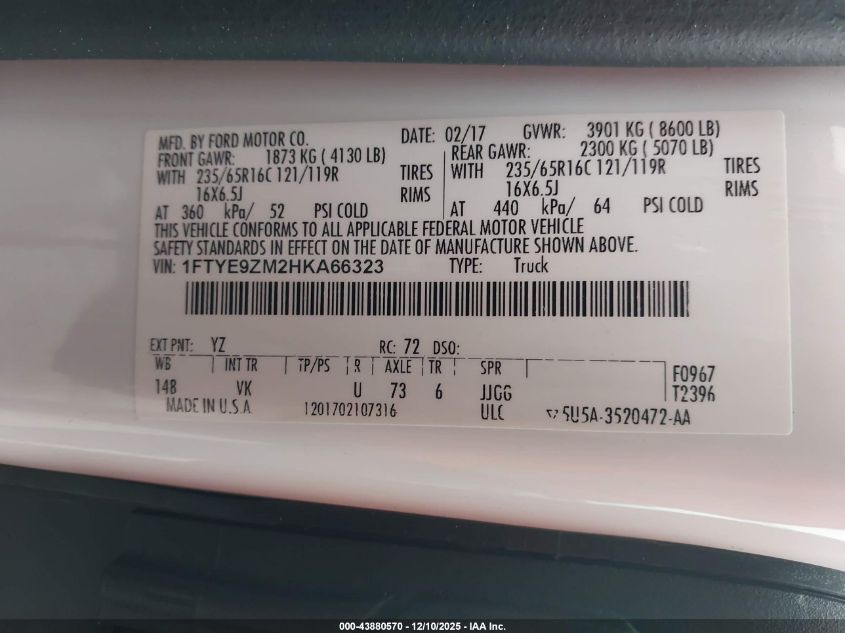 MFD. BY FORD MOTOR CO. DATE: 02/17 GVWR: 3901 KG ( 8600 LB)
FRONT GAWR: 1873 KG ( 4130 LB) REAR GAWR: 2300 KG ( 5070 LB)
WITH 235/65R16C 121/119R TIRES WITH 235/65R16C 121/119R TIRES
16X6.5J RIMS 16X6.5J RIMS
AT 360 kPa/ 52 PSI COLD AT 440 kPa/ 64 PSI COLD
THIS VEHICLE CONFORMS TO ALL APPLICABLE FEDERAL MOTOR VEHICLE
SAFETY STANDARDS IN EFFECT ON THE DATE OF MANUFACTURE SHOWN ABOVE.
VIN: 1FTYE9ZM2HKA66323 TYPE: Truck
EXT PNT: YZ RC: 72 DSO:
WB INT TR TP/PS R AXLE TR SPR F0967
148 VK U 73 6 JJGG T2396
MADE IN U.S.A. 1201702107316 ULC 5U5A-3520472-AA
000-43880570 - 12/10/2025 - IAA Inc.